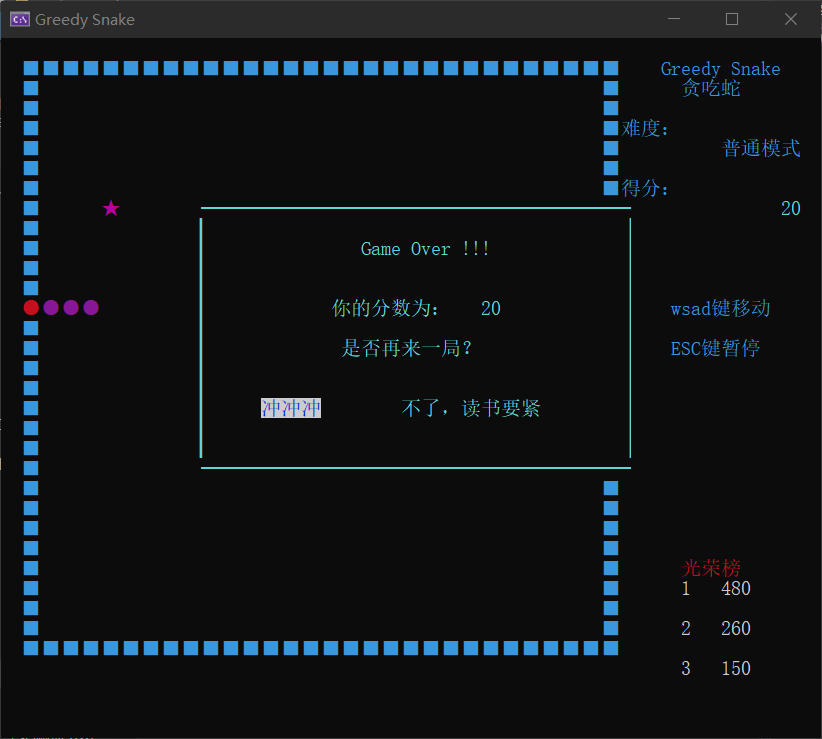 Greedy Snake
Greedy Snake
贪吃蛇
难度：
普通模式
得分：
20
Game Over !!!
你的分数为： 20
是否再来一局？
冲冲冲 不了，读书要紧
wsad键移动
ESC键暂停
光荣榜
1 480
2 260
3 150